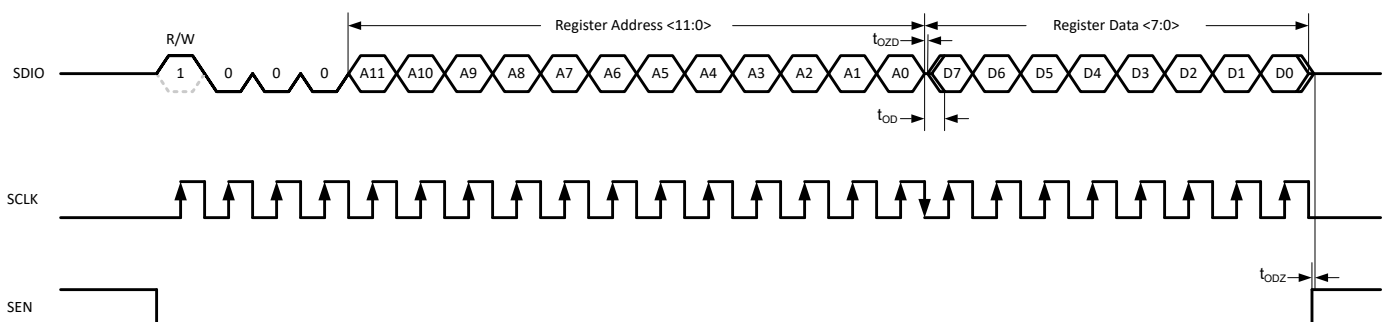 Register Address <11:0>
Register Data <7:0>
R/W
tOZD
SDIO
1 0 0 0 A11 A10 A9 A8 A7 A6 A5 A4 A3 A2 A1 A0 D7 D6 D5 D4 D3 D2 D1 D0
tOD
SCLK
tODZ
SEN